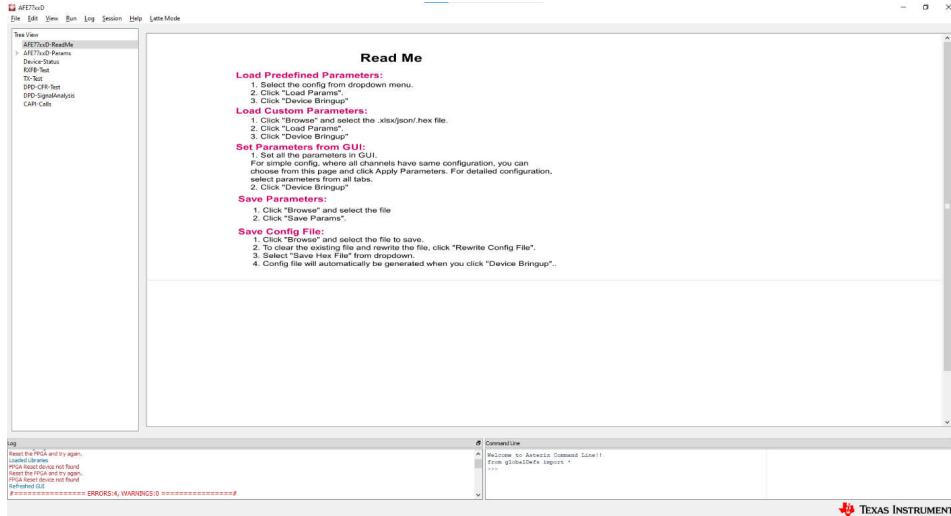 AFE77xxD
File Edit View Run Log Session Help Latte Mode
Tree View
AFE77xxD-ReadMe
AFE77xxD-Params
Device-Status
RXFB-Test
TX-Test
DPD-CFR-Test
DPD-SignalAnalysis
CAPI-Calls
Read Me
Load Predefined Parameters:
1. Select the config from dropdown menu.
2. Click "Load Params".
3. Click "Device Bringup"
Load Custom Parameters:
1. Click "Browse" and select the .xlsx/json/.hex file.
2. Click "Load Params".
3. Click "Device Bringup"
Set Parameters from GUI:
1. Set all the parameters in GUI.
For simple config, where all channels have same configuration, you can
choose from this page and click Apply Parameters. For detailed configuration,
select parameters from all tabs.
2. Click "Device Bringup"
Save Parameters:
1. Click "Browse" and select the file
2. Click "Save Params".
Save Config File:
1. Click "Browse" and select the file to save.
2. To clear the existing file and rewrite the file, click "Rewrite Config File".
3. Select "Save Hex File" from dropdown.
4. Config file will automatically be generated when you click "Device Bringup"..
Log
Reset the FPGA and try again.
Loaded Libraries
FPGA Reset device not found
Reset the FPGA and try again.
FPGA Reset device not found
Refreshed GUI
#================ ERRORS:4, WARNINGS:0 ================#
Command Line
Welcome to Asterix Command Line!!
from globalDefs import *
>>>
TEXAS INSTRUMENT